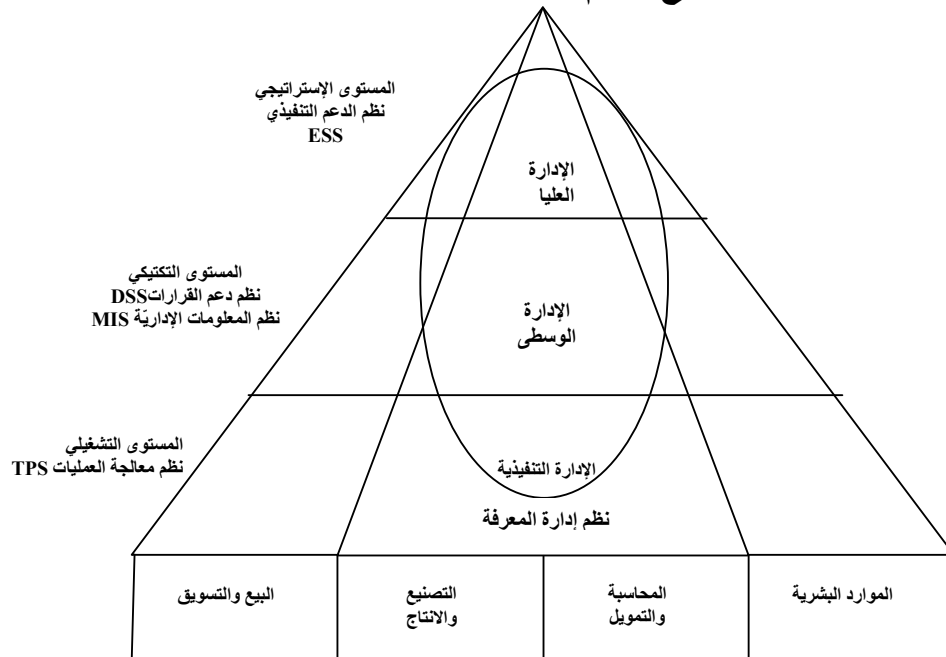 المستوى الإستراتيجي
نظم الدعم التنفيذي
ESS
الإدارة
العليا
المستوى التكتيكي
نظم دعم القراراتDSS
نظم المعلومات الإداريّة MIS
الإدارة
الوسطى
المستوى التشغيلي
نظم معالجة العمليات TPS
الإدارة التنفيذية
نظم إدارة المعرفة
الموارد البشرية
المحاسبة
والتمويل
التصنيع
والانتاج
البيع والتسويق